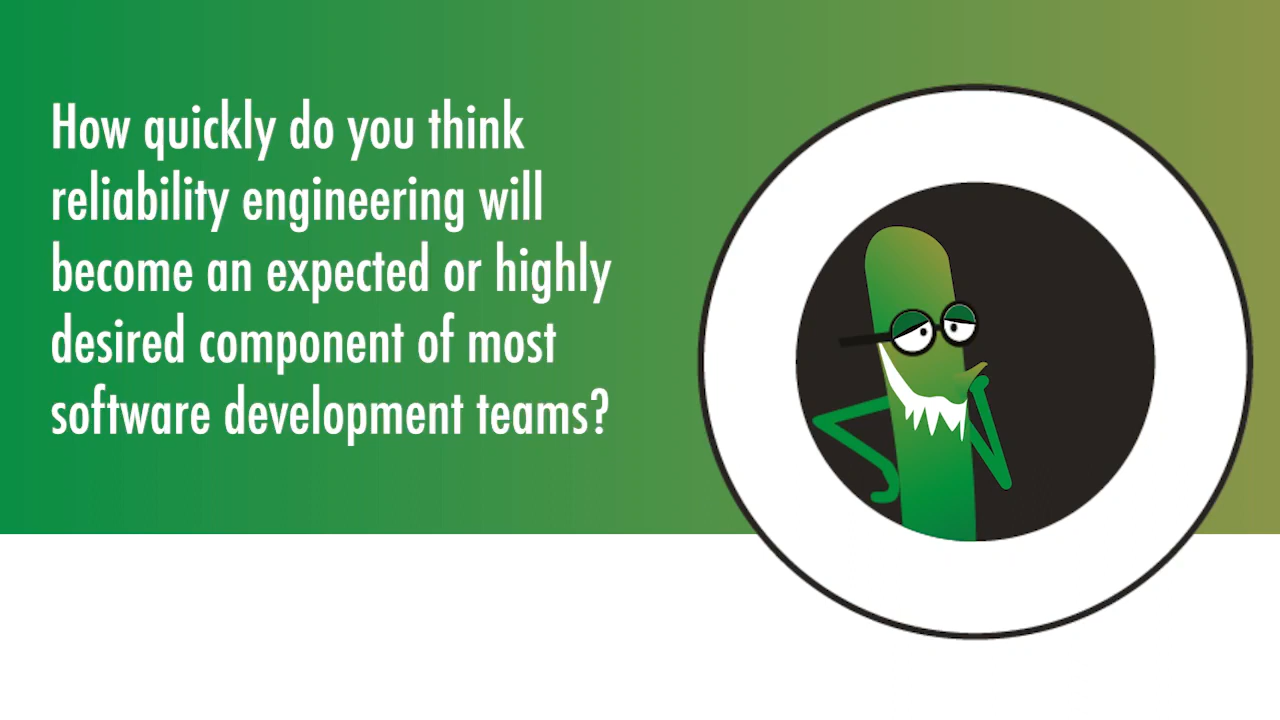 How quickly do you think
reliability engineering will
become an expected or highly
desired component of most
software development teams?